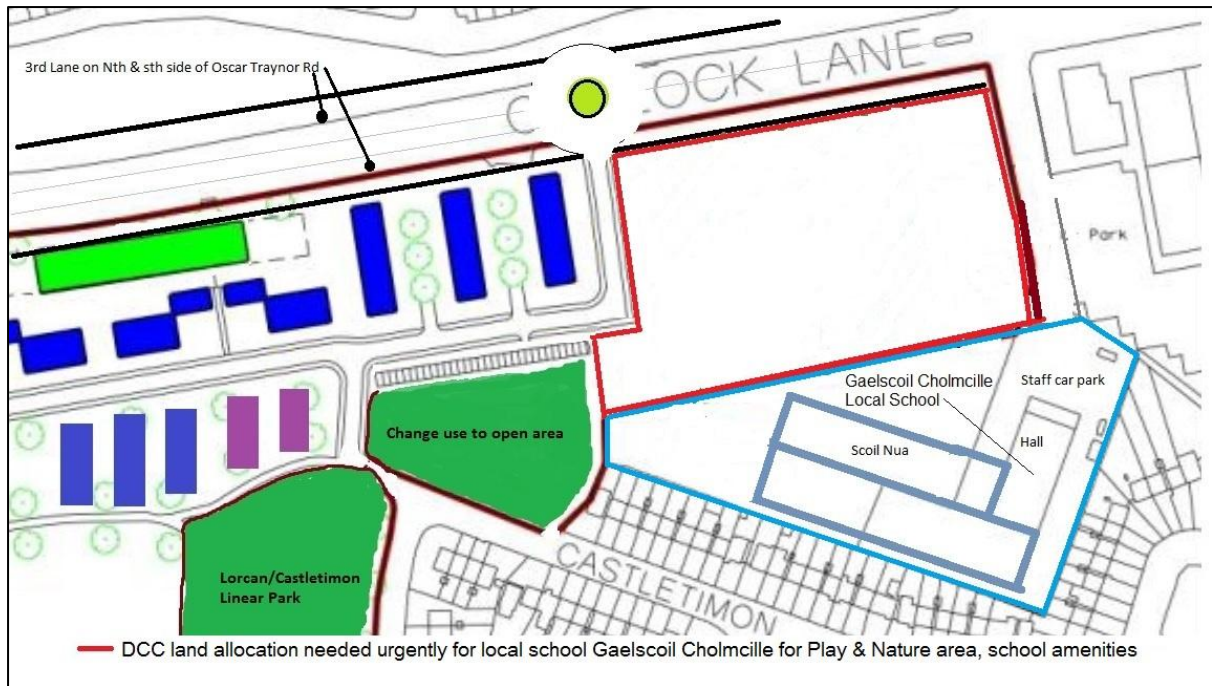 3rd Lane on Nth & sth side of Oscar Traynor Rd
LOCK LANE
Park
Gaelscoil Cholmcille
Local School
Staff car park
Hall
Scoil Nua
Change use to open area
Lorcan/Castletimon
Linear Park
CASTLETIMON
DCC land allocation needed urgently for local school Gaelscoil Cholmcille for Play & Nature area, school amenities